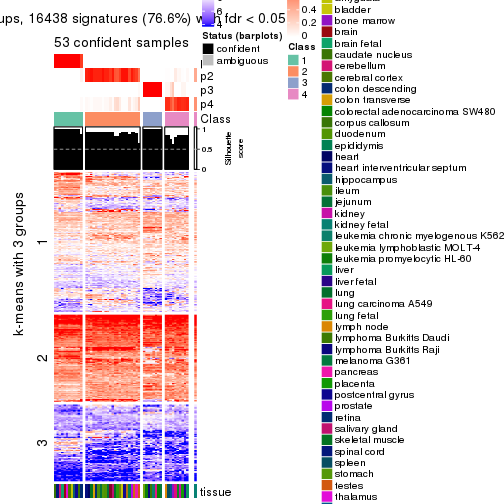 ups, 16438 signatures (76.6%) with fdr < 0.05
53 confident samples
p2
p3
p4
Class
1
0.5
0
Silhouette
score
k-means with 3 groups
1
2
3
tissue
4
Status (barplots)
confident
ambiguous
0.4
0.2
0
Class
1
2
3
4
bladder
bone marrow
brain
brain fetal
caudate nucleus
cerebellum
cerebral cortex
colon descending
colon transverse
colorectal adenocarcinoma SW480
corpus callosum
duodenum
epididymis
heart
heart interventricular septum
hippocampus
ileum
jejunum
kidney
kidney fetal
leukemia chronic myelogenous K562
leukemia lymphoblastic MOLT-4
leukemia promyelocytic HL-60
liver
liver fetal
lung
lung carcinoma A549
lung fetal
lymph node
lymphoma Burkitts Daudi
lymphoma Burkitts Raji
melanoma G361
pancreas
placenta
postcentral gyrus
prostate
retina
salivary gland
skeletal muscle
spinal cord
spleen
stomach
testes
thalamus